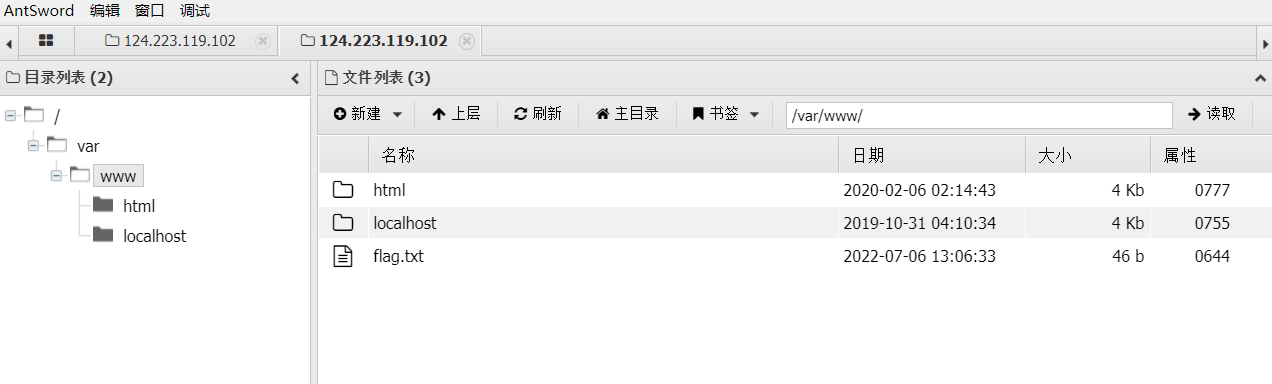 AntSword 编辑 窗口 调试
124.223.119.102 124.223.119.102
目录列表 (2) 文件列表 (3)
新建 上层 刷新 主目录 书签 /var/www/ 读取
/
var
www
html
localhost
名称 日期 大小 属性
html 2020-02-06 02:14:43 4 Kb 0777
localhost 2019-10-31 04:10:34 4 Kb 0755
flag.txt 2022-07-06 13:06:33 46 b 0644